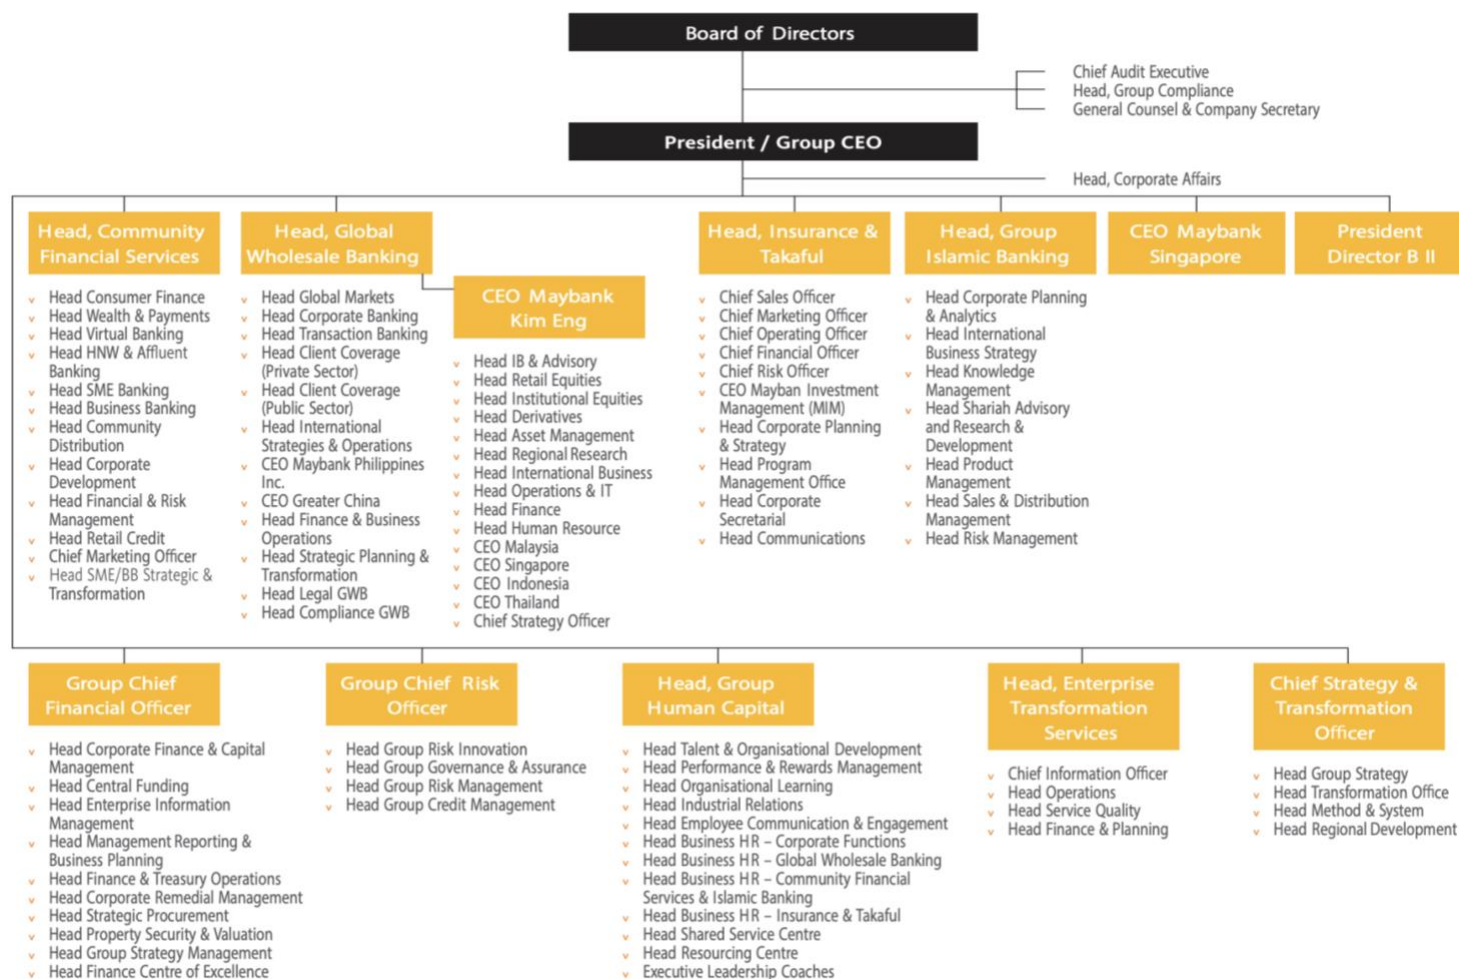 Board of Directors
Chief Audit Executive
Head, Group Compliance
General Counsel & Company Secretary
President / Group CEO
Head, Corporate Affairs
Head, Community
Financial Services
Head Consumer Finance
Head Wealth & Payments
Head Virtual Banking
Head HNW & Affluent
Banking
Head SME Banking
Head Business Banking
Head Community
Distribution
Head Corporate
Development
Head Financial & Risk
Management
Head Retail Credit
Chief Marketing Officer
Head SME/BB Strategic &
Transformation
Head, Global
Wholesale Banking
Head Global Markets
Head Corporate Banking
Head Transaction Banking
Head Client Coverage
(Private Sector)
Head Client Coverage
(Public Sector)
Head International
Strategies & Operations
CEO Maybank Philippines
Inc.
CEO Greater China
Head Finance & Business
Operations
Head Strategic Planning &
Transformation
Head Legal GWB
Head Compliance GWB
CEO Maybank
Kim Eng
Head IB & Advisory
Head Retail Equities
Head Institutional Equities
Head Derivatives
Head Asset Management
Head Regional Research
Head International Business
Head Operations & IT
Head Finance
Head Human Resource
CEO Malaysia
CEO Singapore
CEO Indonesia
CEO Thailand
Chief Strategy Officer
Head, Insurance &
Takaful
Chief Sales Officer
Chief Marketing Officer
Chief Operating Officer
Chief Financial Officer
Chief Risk Officer
CEO Mayban Investment
Management (MIM)
Head Corporate Planning
& Strategy
Head Program
Management Office
Head Corporate
Secretarial
Head Communications
Head, Group
Islamic Banking
Head Corporate Planning
& Analytics
Head International
Business Strategy
Head Knowledge
Management
Head Shariah Advisory
and Research &
Development
Head Product
Management
Head Sales & Distribution
Management
Head Risk Management
CEO Maybank
Singapore
President
Director B II
Group Chief
Financial Officer
Head Corporate Finance & Capital
Management
Head Central Funding
Head Enterprise Information
Management
Head Management Reporting &
Business Planning
Head Finance & Treasury Operations
Head Corporate Remedial Management
Head Strategic Procurement
Head Property Security & Valuation
Head Group Strategy Management
Head Finance Centre of Excellence
Group Chief Risk
Officer
Head Group Risk Innovation
Head Group Governance & Assurance
Head Group Risk Management
Head Group Credit Management
Head, Group
Human Capital
Head Talent & Organisational Development
Head Performance & Rewards Management
Head Organisational Learning
Head Industrial Relations
Head Employee Communication & Engagement
Head Business HR – Corporate Functions
Head Business HR – Global Wholesale Banking
Head Business HR – Community Financial
Services & Islamic Banking
Head Business HR – Insurance & Takaful
Head Shared Service Centre
Head Resourcing Centre
Executive Leadership Coaches
Head, Enterprise
Transformation
Services
Chief Information Officer
Head Operations
Head Service Quality
Head Finance & Planning
Chief Strategy &
Transformation
Officer
Head Group Strategy
Head Transformation Office
Head Method & System
Head Regional Development